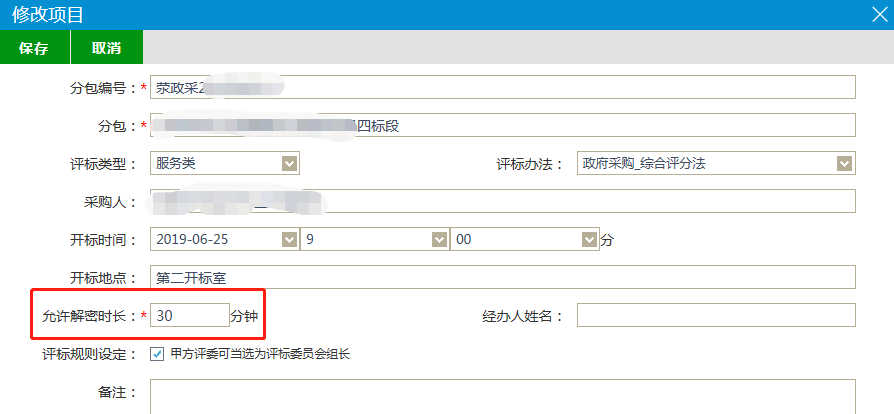 修改项目
保存 取消
分包编号：* 荥政采2
分包：* 四标段
评标类型： 服务类 评标办法： 政府采购_综合评分法
采购人：
开标时间： 2019-06-25 9 00 分
开标地点： 第二开标室
允许解密时长：* 30 分钟 经办人姓名：
评标规则设定： 甲方评委可当选为评标委员会组长
备注：